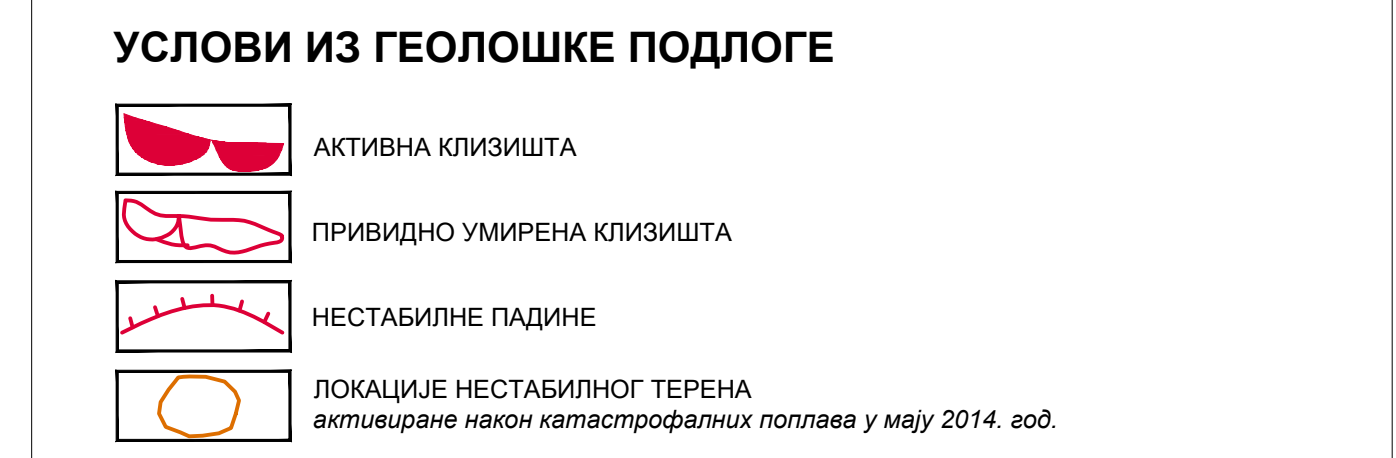 УСЛОВИ ИЗ ГЕОЛОШКЕ ПОДЛОГЕ
АКТИВНА КЛИЗИШТА
ПРИВИДНО УМИРЕНА КЛИЗИШТА
НЕСТАБИЛНЕ ПАДИНЕ
ЛОКАЦИЈЕ НЕСТАБИЛНОГ ТЕРЕНА
активиране након катастрофалних поплава у мају 2014. год.